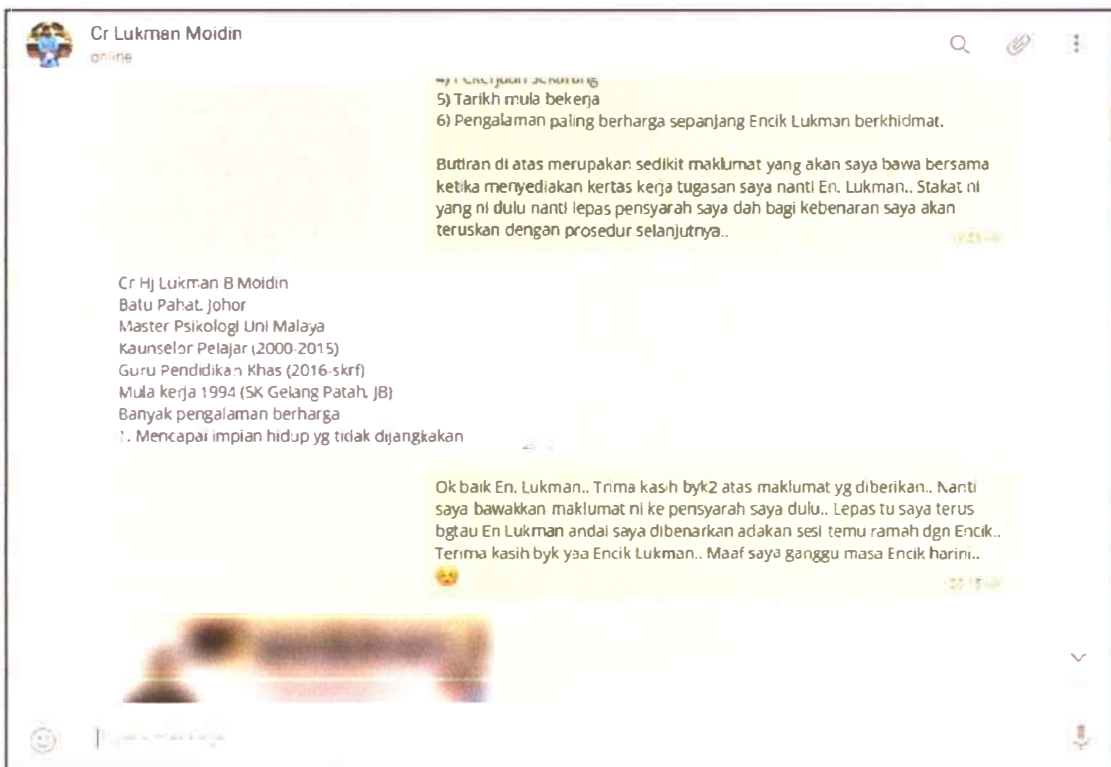 Cr Lukman Moidin
online
4) Pekerjaan Sekarang
5) Tarikh mula bekerja
6) Pengalaman paling berharga sepanjang Encik Lukman berkhidmat.
Butiran di atas merupakan sedikit maklumat yang akan saya bawa bersama
ketika menyediakan kertas kerja tugasan saya nanti En. Lukman.. Stakat ni
yang ni dulu nanti lepas pensyarah saya dah bagi kebenaran saya akan
teruskan dengan prosedur selanjutnya..
Cr Hj Lukman B Moidin
Batu Pahat, Johor
Master Psikologi Uni Malaya
Kaunselor Pelajar (2000-2015)
Guru Pendidikan Khas (2016-skrf)
Mula kerja 1994 (SK Gelang Patah, JB)
Banyak pengalaman berharga
1. Mencapai impian hidup yg tidak dijangkakan
Ok baik En. Lukman.. Trima kasih byk2 atas maklumat yg diberikan.. Nanti
saya bawakkan maklumat ni ke pensyarah saya dulu.. Lepas tu saya terus
bgtau En Lukman andai saya dibenarkan adakan sesi temu ramah dgn Encik..
Terima kasih byk yaa Encik Lukman.. Maaf saya ganggu masa Encik harini..